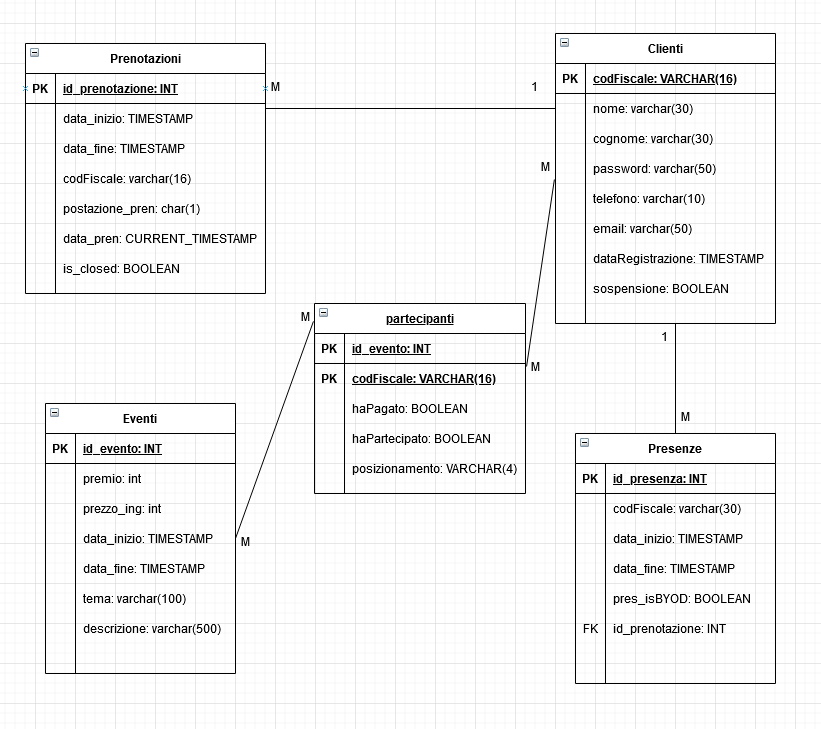 Prenotazioni
PK id_prenotazione: INT
data_inizio: TIMESTAMP
data_fine: TIMESTAMP
codFiscale: varchar(16)
postazione_pren: char(1)
data_pren: CURRENT_TIMESTAMP
is_closed: BOOLEAN
M
1
Clienti
PK codFiscale: VARCHAR(16)
nome: varchar(30)
cognome: varchar(30)
password: varchar(50)
telefono: varchar(10)
email: varchar(50)
dataRegistrazione: TIMESTAMP
sospensione: BOOLEAN
M
M
partecipanti
PK id_evento: INT
PK codFiscale: VARCHAR(16)
haPagato: BOOLEAN
haPartecipato: BOOLEAN
posizionamento: VARCHAR(4)
M
1
M
Eventi
PK id_evento: INT
premio: int
prezzo_ing: int
data_inizio: TIMESTAMP
data_fine: TIMESTAMP
tema: varchar(100)
descrizione: varchar(500)
M
Presenze
PK id_presenza: INT
codFiscale: varchar(30)
data_inizio: TIMESTAMP
data_fine: TIMESTAMP
pres_isBYOD: BOOLEAN
FK id_prenotazione: INT